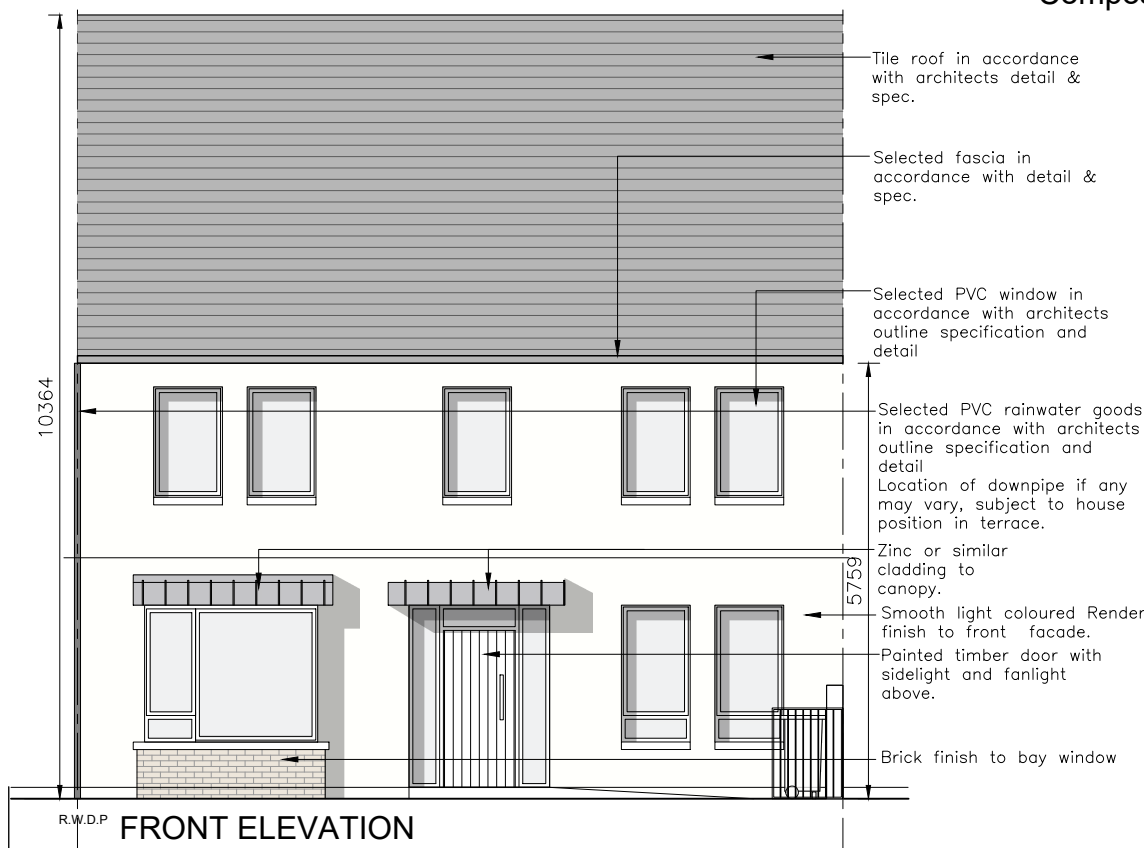 Tile roof in accordance
with architects detail &
spec.
Selected fascia in
accordance with detail &
spec.
Selected PVC window in
accordance with architects
outline specification and
detail
10364
Selected PVC rainwater goods
in accordance with architects
outline specification and
detail
Location of downpipe if any
may vary, subject to house
position in terrace.
Zinc or similar
cladding to
canopy.
5759
Smooth light coloured Render
finish to front facade.
Painted timber door with
sidelight and fanlight
above.
Brick finish to bay window
R.W.D.P
FRONT ELEVATION